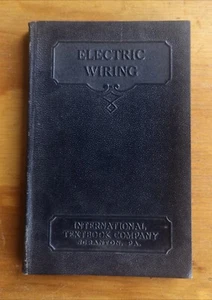 ELECTRIC
WIRING
INTERNATIONAL
TEXTBOOK COMPANY
SCRANTON, PA.